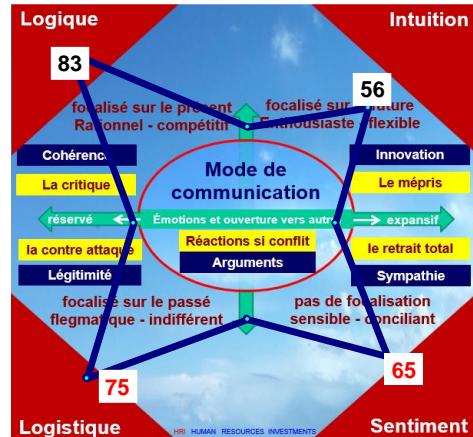 Logique
Intuition
83
56
focalisé sur le présent
Rationnel - compétitif
focalisé sur
Enthousiaste - flexible
Cohérence
Mode de
communication
Innovation
La critique
Le mépris
réservé
Émotions et ouverture vers autr
expansif
la contre attaque
Réactions si conflit
le retrait total
Légitimité
Arguments
Sympathie
focalisé sur le passé
flegmatique - indifférent
pas de focalisation
sensible - conciliant
75
65
Logistique
HRI HUMAN RESOURCES INVESTMENTS
Sentiment